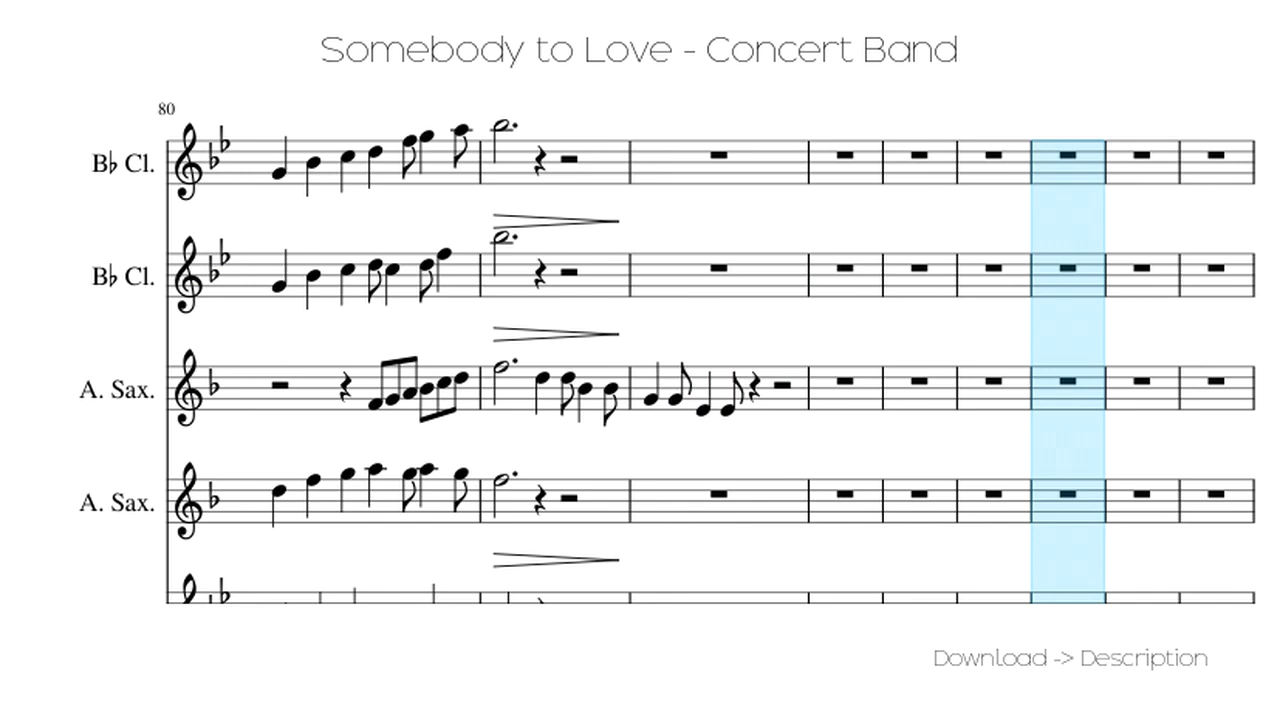 Somebody to Love - Concert Band
80
B♭ Cl.
B♭ Cl.
A. Sax.
A. Sax.
Download -> Description